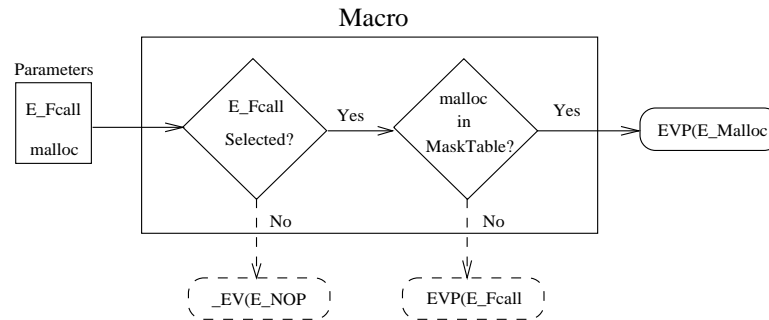 Macro
Parameters
E_Fcall
malloc
E_Fcall
Selected?
Yes
malloc
in
MaskTable?
Yes
EVP(E_Malloc
No
No
_EV(E_NOP
EVP(E_Fcall